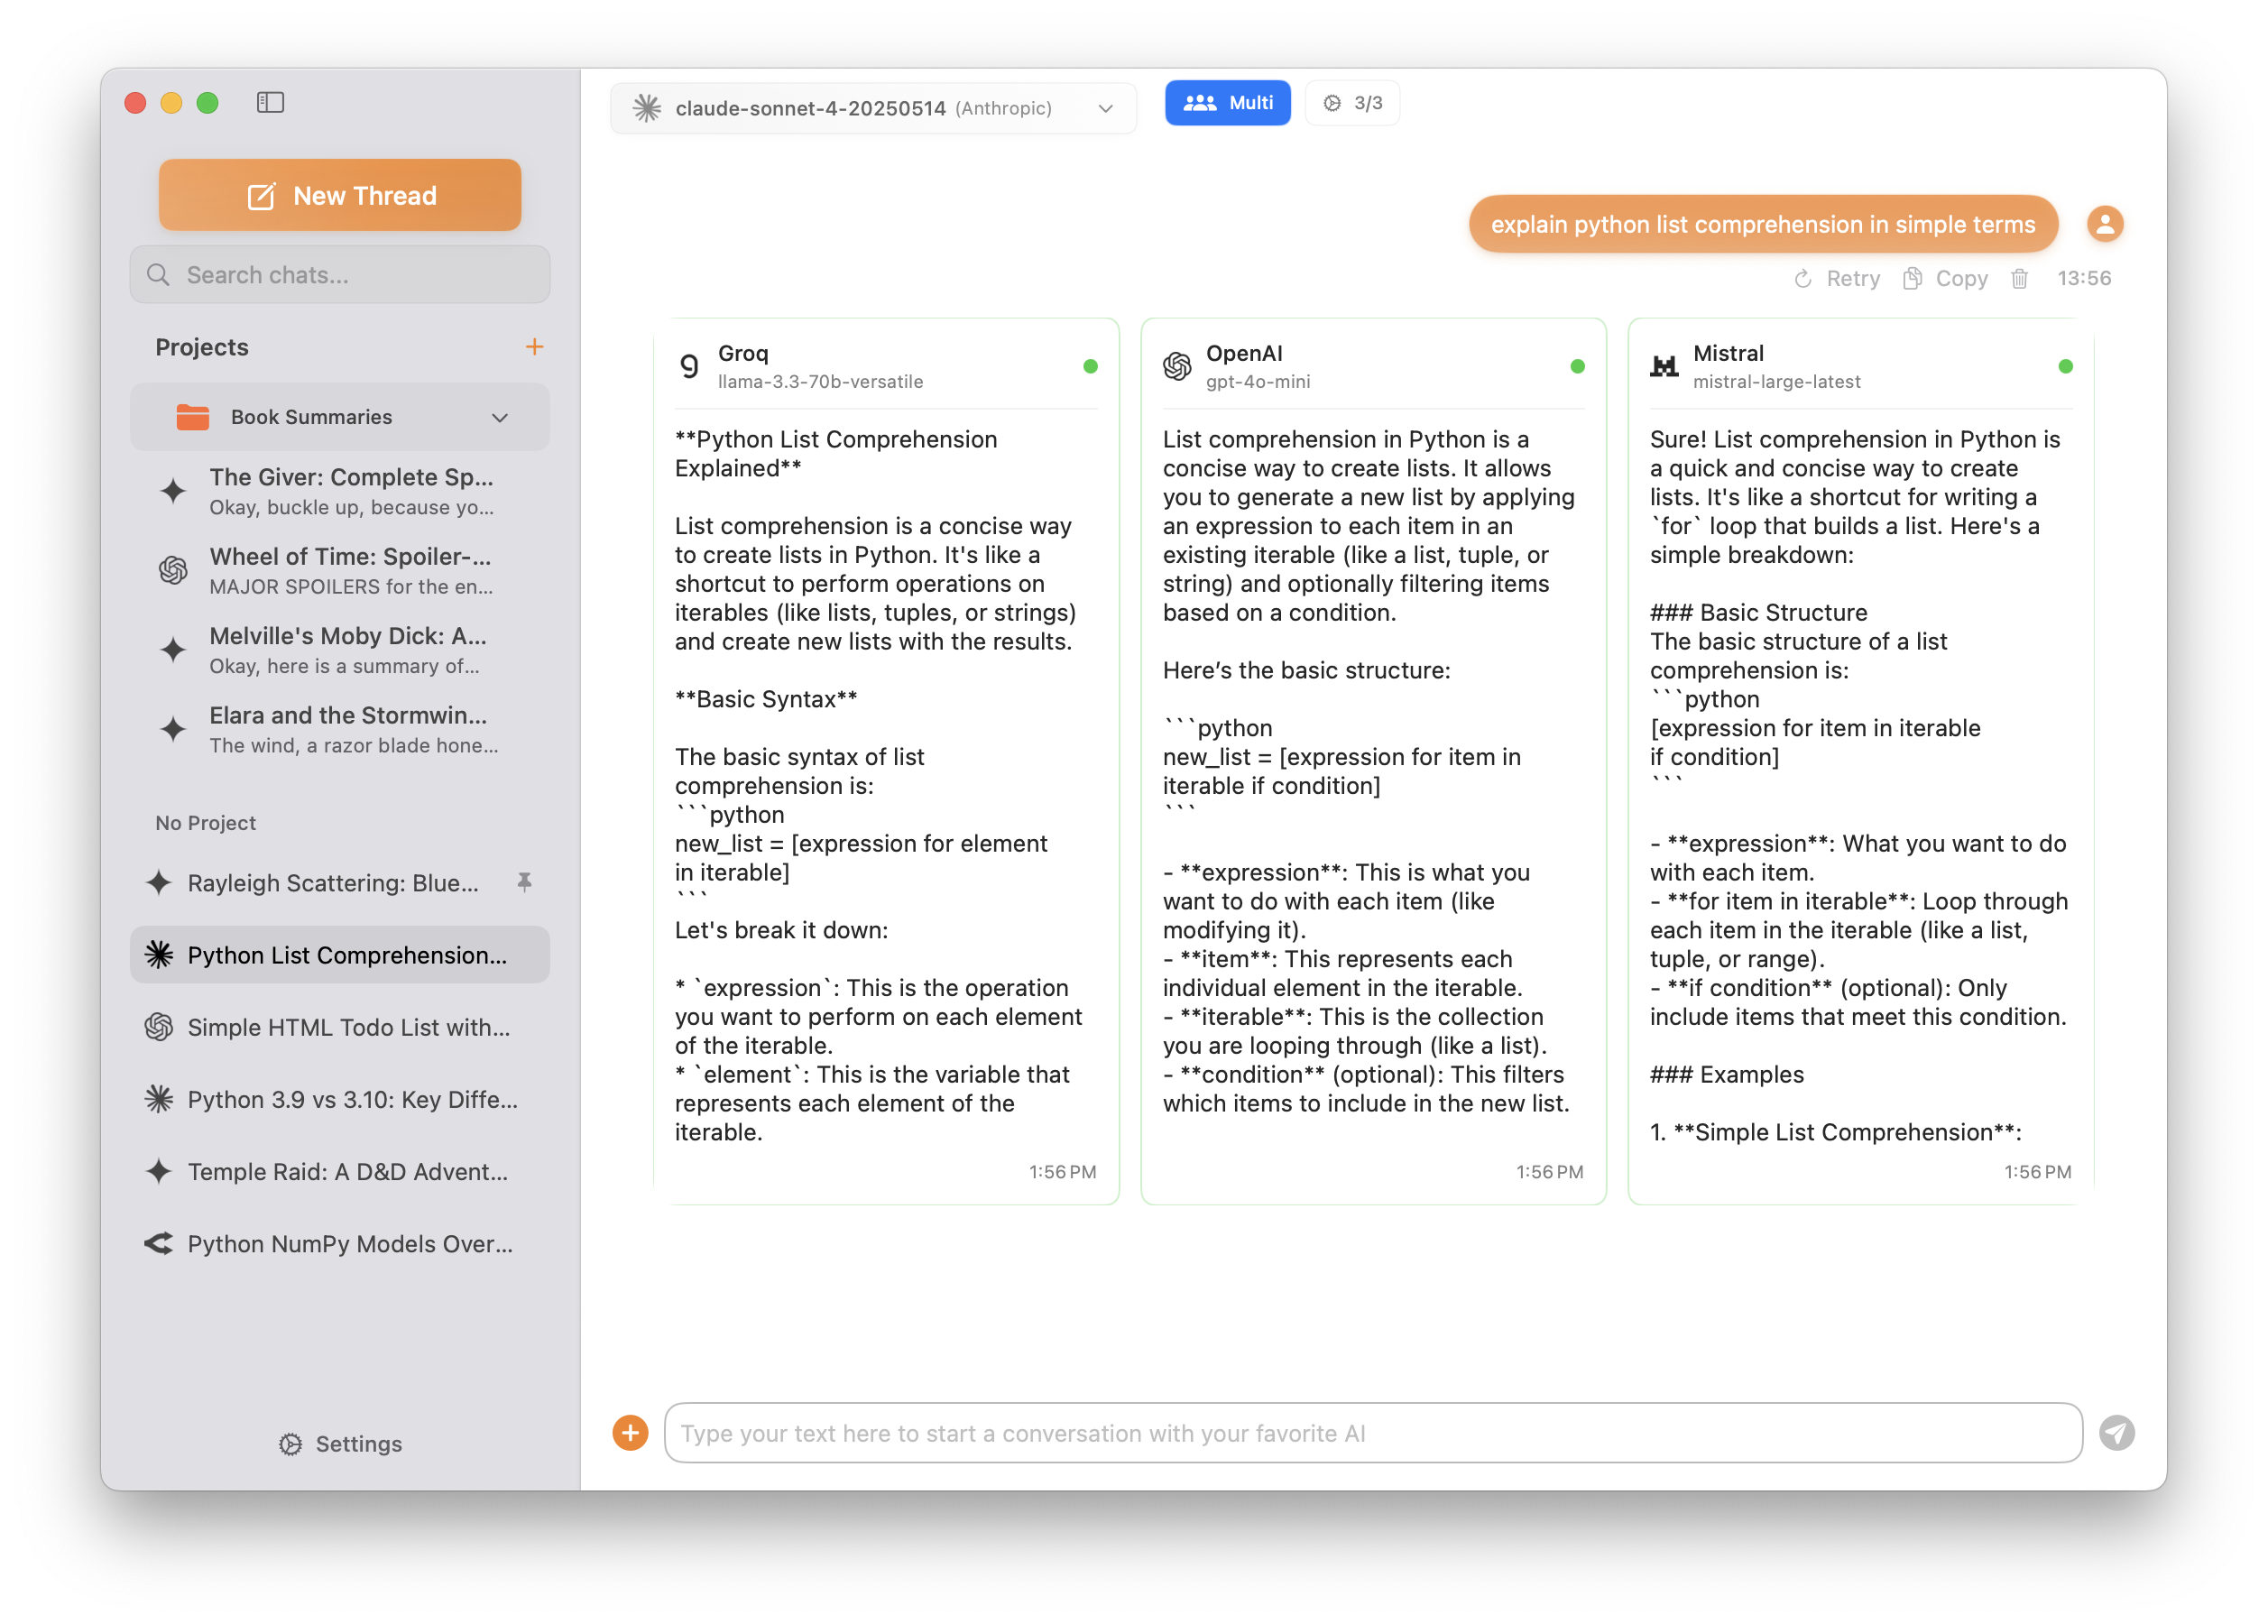 claude-sonnet-4-20250514 (Anthropic)
Multi
3/3
New Thread
Search chats...
Projects
Book Summaries
The Giver: Complete Sp...
Okay, buckle up, because yo...
Wheel of Time: Spoiler-...
MAJOR SPOILERS for the en...
Melville's Moby Dick: A...
Okay, here is a summary of...
Elara and the Stormwin...
The wind, a razor blade hone...
No Project
Rayleigh Scattering: Blue...
Python List Comprehension...
Simple HTML Todo List with...
Python 3.9 vs 3.10: Key Diffe...
Temple Raid: A D&D Advent...
Python NumPy Models Over...
Settings
explain python list comprehension in simple terms
Retry Copy 13:56
Groq
llama-3.3-70b-versatile
**Python List Comprehension
Explained**
List comprehension is a concise way
to create lists in Python. It's like a
shortcut to perform operations on
iterables (like lists, tuples, or strings)
and create new lists with the results.
**Basic Syntax**
The basic syntax of list
comprehension is:
```python
new_list = [expression for element
in iterable]
```
Let's break it down:
* `expression`: This is the operation
you want to perform on each element
of the iterable.
* `element`: This is the variable that
represents each element of the
iterable.
1:56 PM
OpenAI
gpt-4o-mini
List comprehension in Python is a
concise way to create lists. It allows
you to generate a new list by applying
an expression to each item in an
existing iterable (like a list, tuple, or
string) and optionally filtering items
based on a condition.
Here’s the basic structure:
```python
new_list = [expression for item in
iterable if condition]
```
- **expression**: This is what you
want to do with each item (like
modifying it).
- **item**: This represents each
individual element in the iterable.
- **iterable**: This is the collection
you are looping through (like a list).
- **condition** (optional): This filters
which items to include in the new list.
1:56 PM
Mistral
mistral-large-latest
Sure! List comprehension in Python is
a quick and concise way to create
lists. It's like a shortcut for writing a
`for` loop that builds a list. Here's a
simple breakdown:
### Basic Structure
The basic structure of a list
comprehension is:
```python
[expression for item in iterable
if condition]
```
- **expression**: What you want to do
with each item.
- **for item in iterable**: Loop through
each item in the iterable (like a list,
tuple, or range).
- **if condition** (optional): Only
include items that meet this condition.
### Examples
1. **Simple List Comprehension**:
1:56 PM
Type your text here to start a conversation with your favorite AI